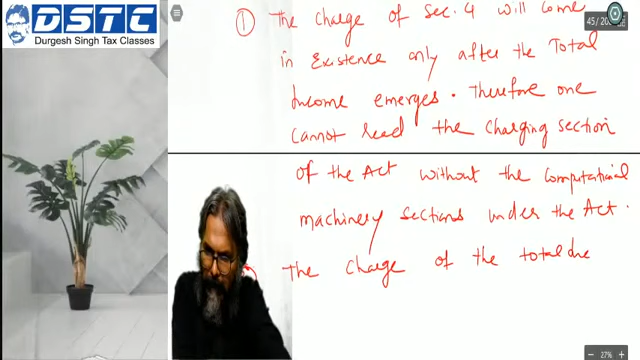 DSTC
Durgesh Singh Tax Classes
45/20
① The Charge of Sec. 4 will Come
in Existence only after the Total
Income emerges. Therefore one
Cannot read the Charging section
of the Act without the computational
machinery sections under the Act.
The Charge of the total Inc
27%